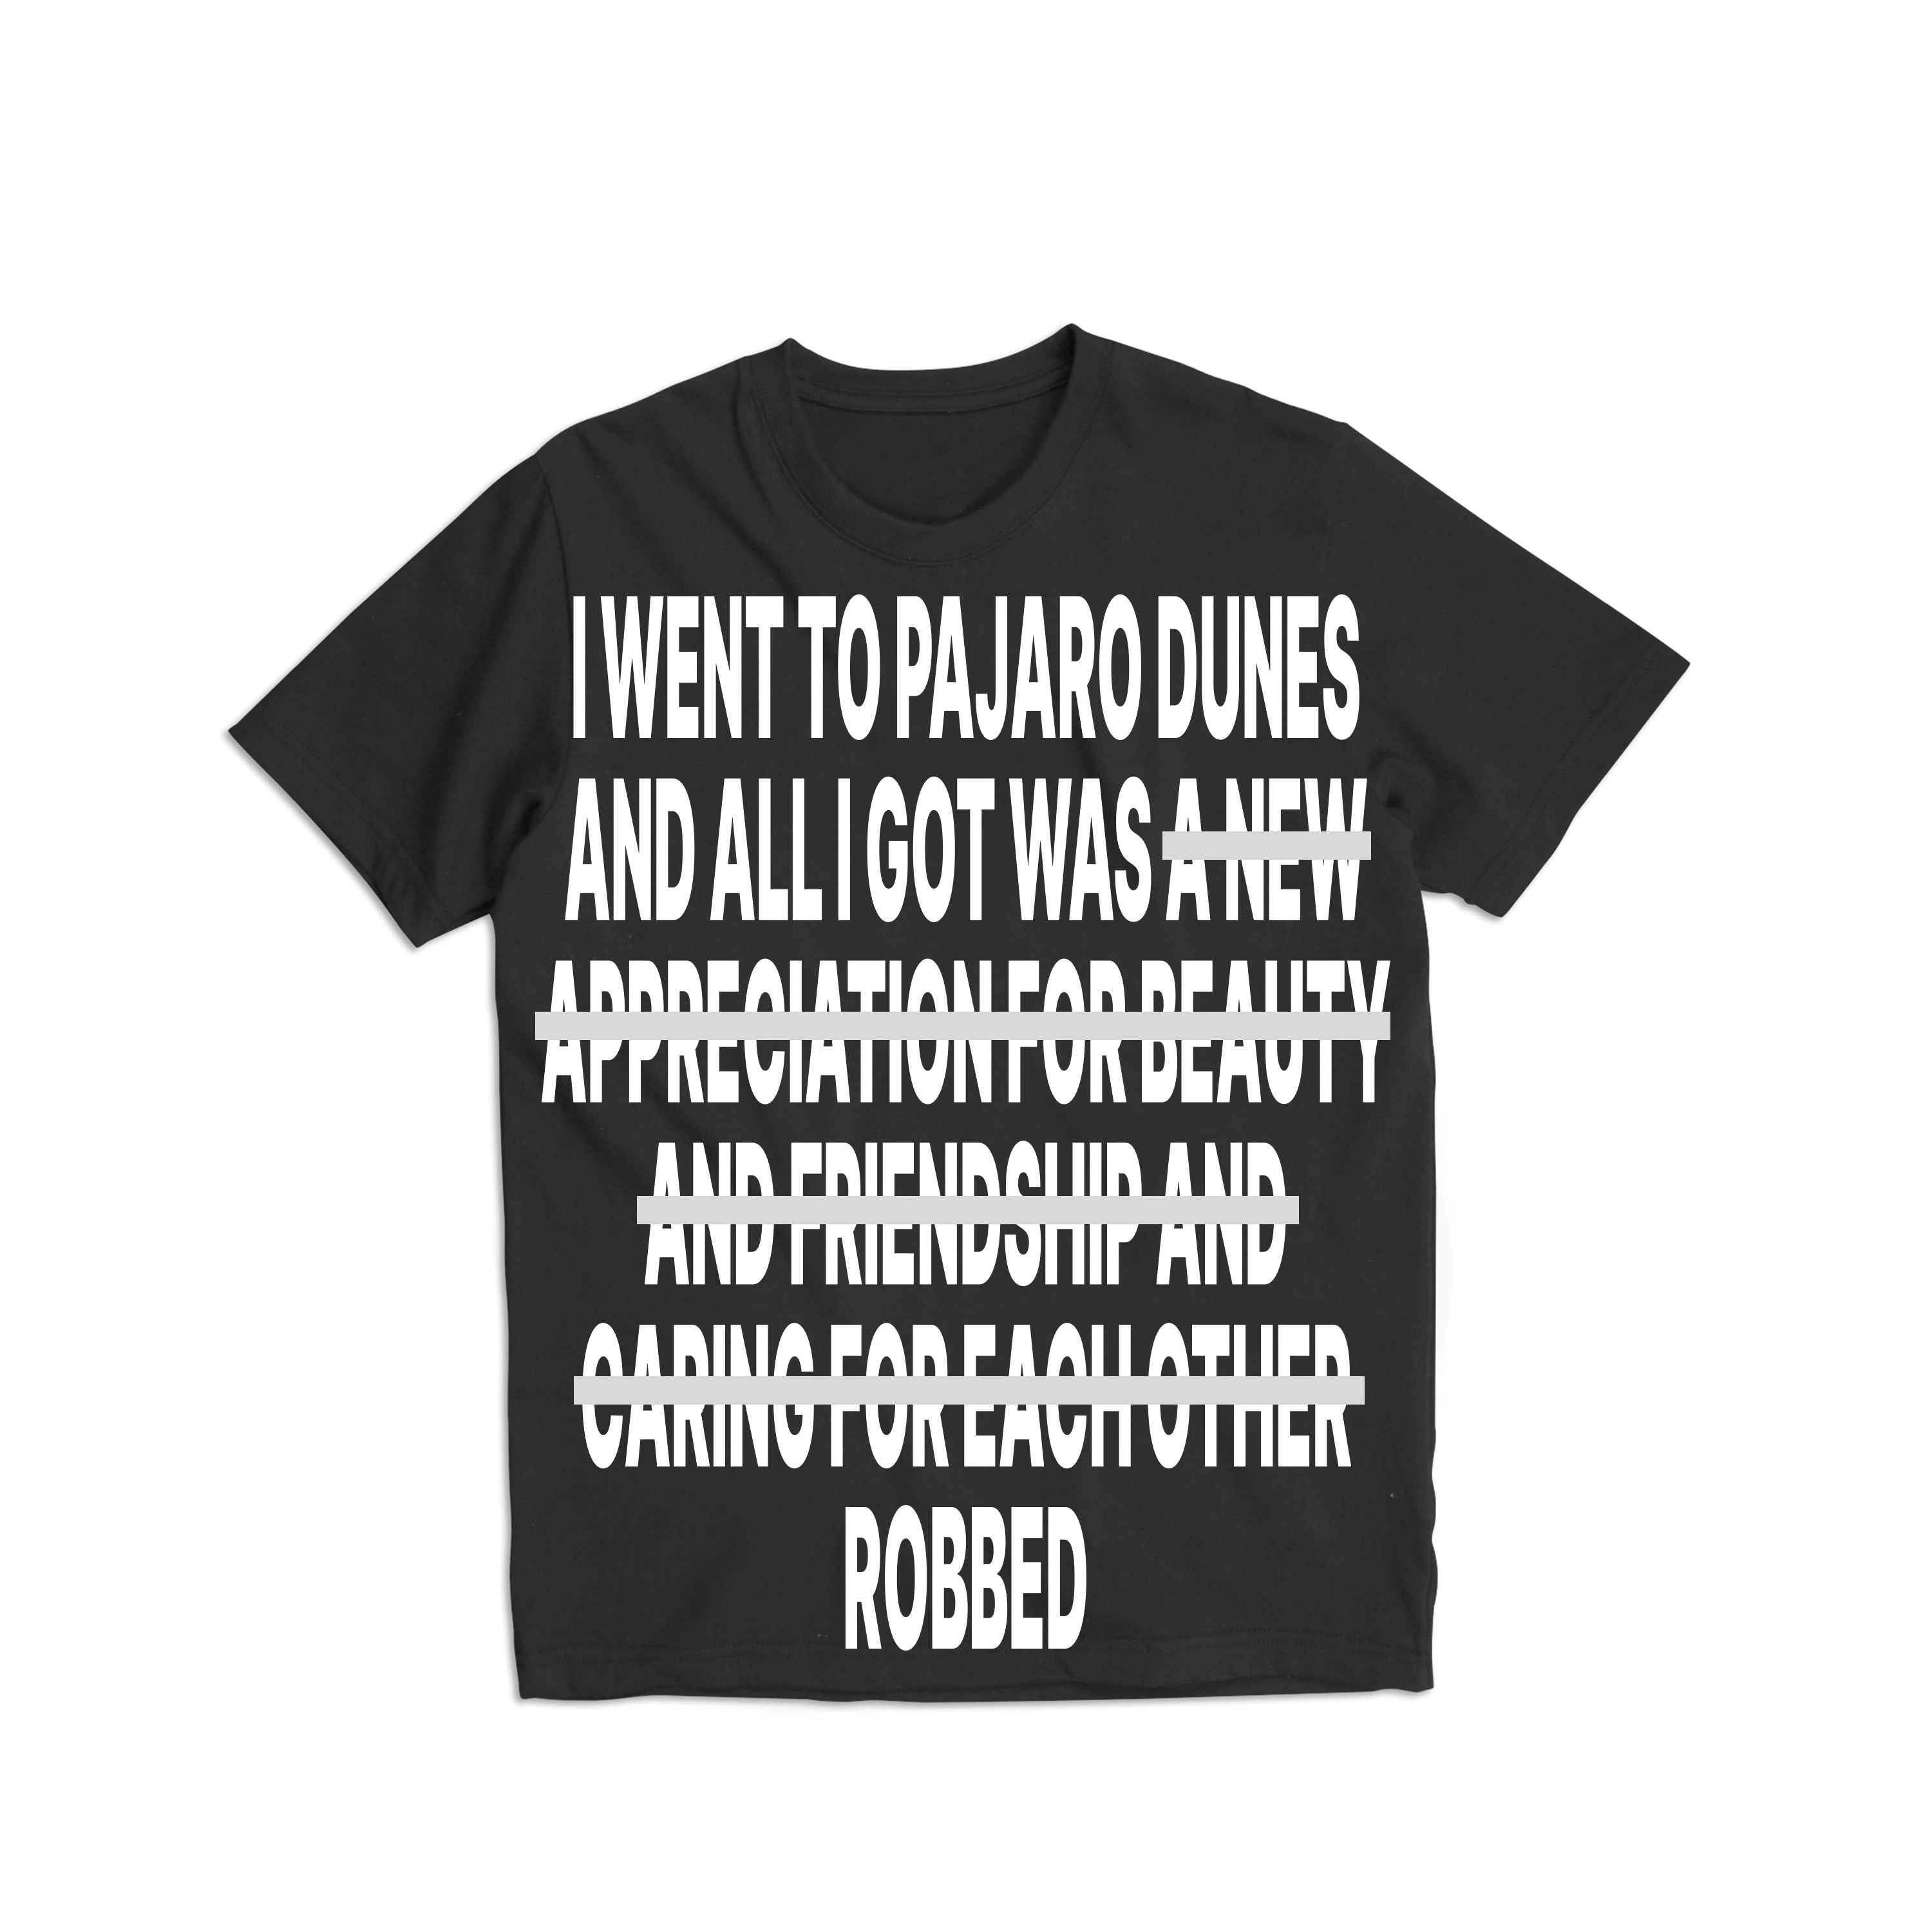 I WENT TO PAJARO DUNES
AND ALL I GOT WAS A NEW
APPRECIATION FOR BEAUTY
AND FRIENDSHIP AND
CARING FOR EACH OTHER
ROBBED